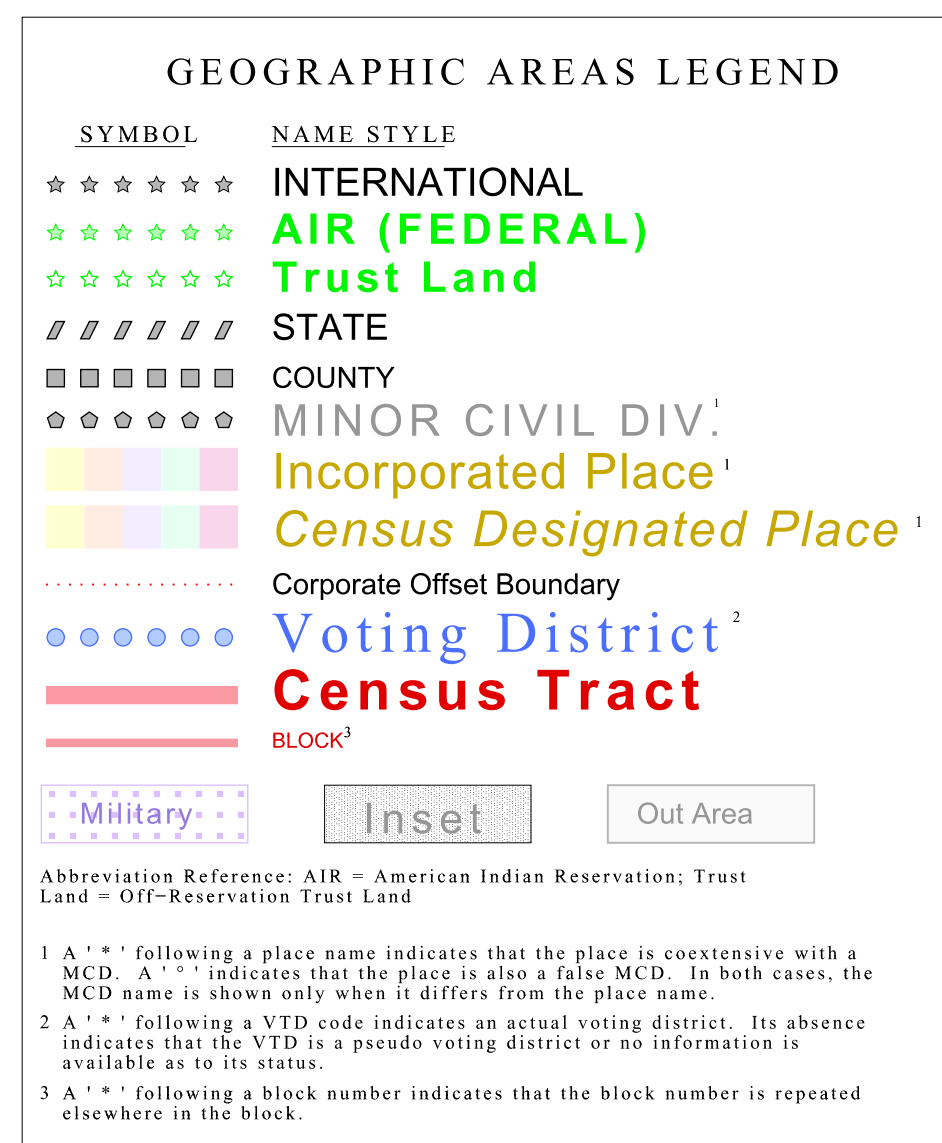 GEOGRAPHIC AREAS LEGEND
SYMBOL NAME STYLE
INTERNATIONAL
AIR (FEDERAL)
Trust Land
STATE
COUNTY
MINOR CIVIL DIV.¹
Incorporated Place ¹
Census Designated Place ¹
Corporate Offset Boundary
Voting District ²
Census Tract
BLOCK³
Military Inset Out Area
Abbreviation Reference: AIR = American Indian Reservation; Trust
Land = Off−Reservation Trust Land
1 A ' * ' following a place name indicates that the place is coextensive with a
MCD. A ' ° ' indicates that the place is also a false MCD. In both cases, the
MCD name is shown only when it differs from the place name.
2 A ' * ' following a VTD code indicates an actual voting district. Its absence
indicates that the VTD is a pseudo voting district or no information is
available as to its status.
3 A ' * ' following a block number indicates that the block number is repeated
elsewhere in the block.